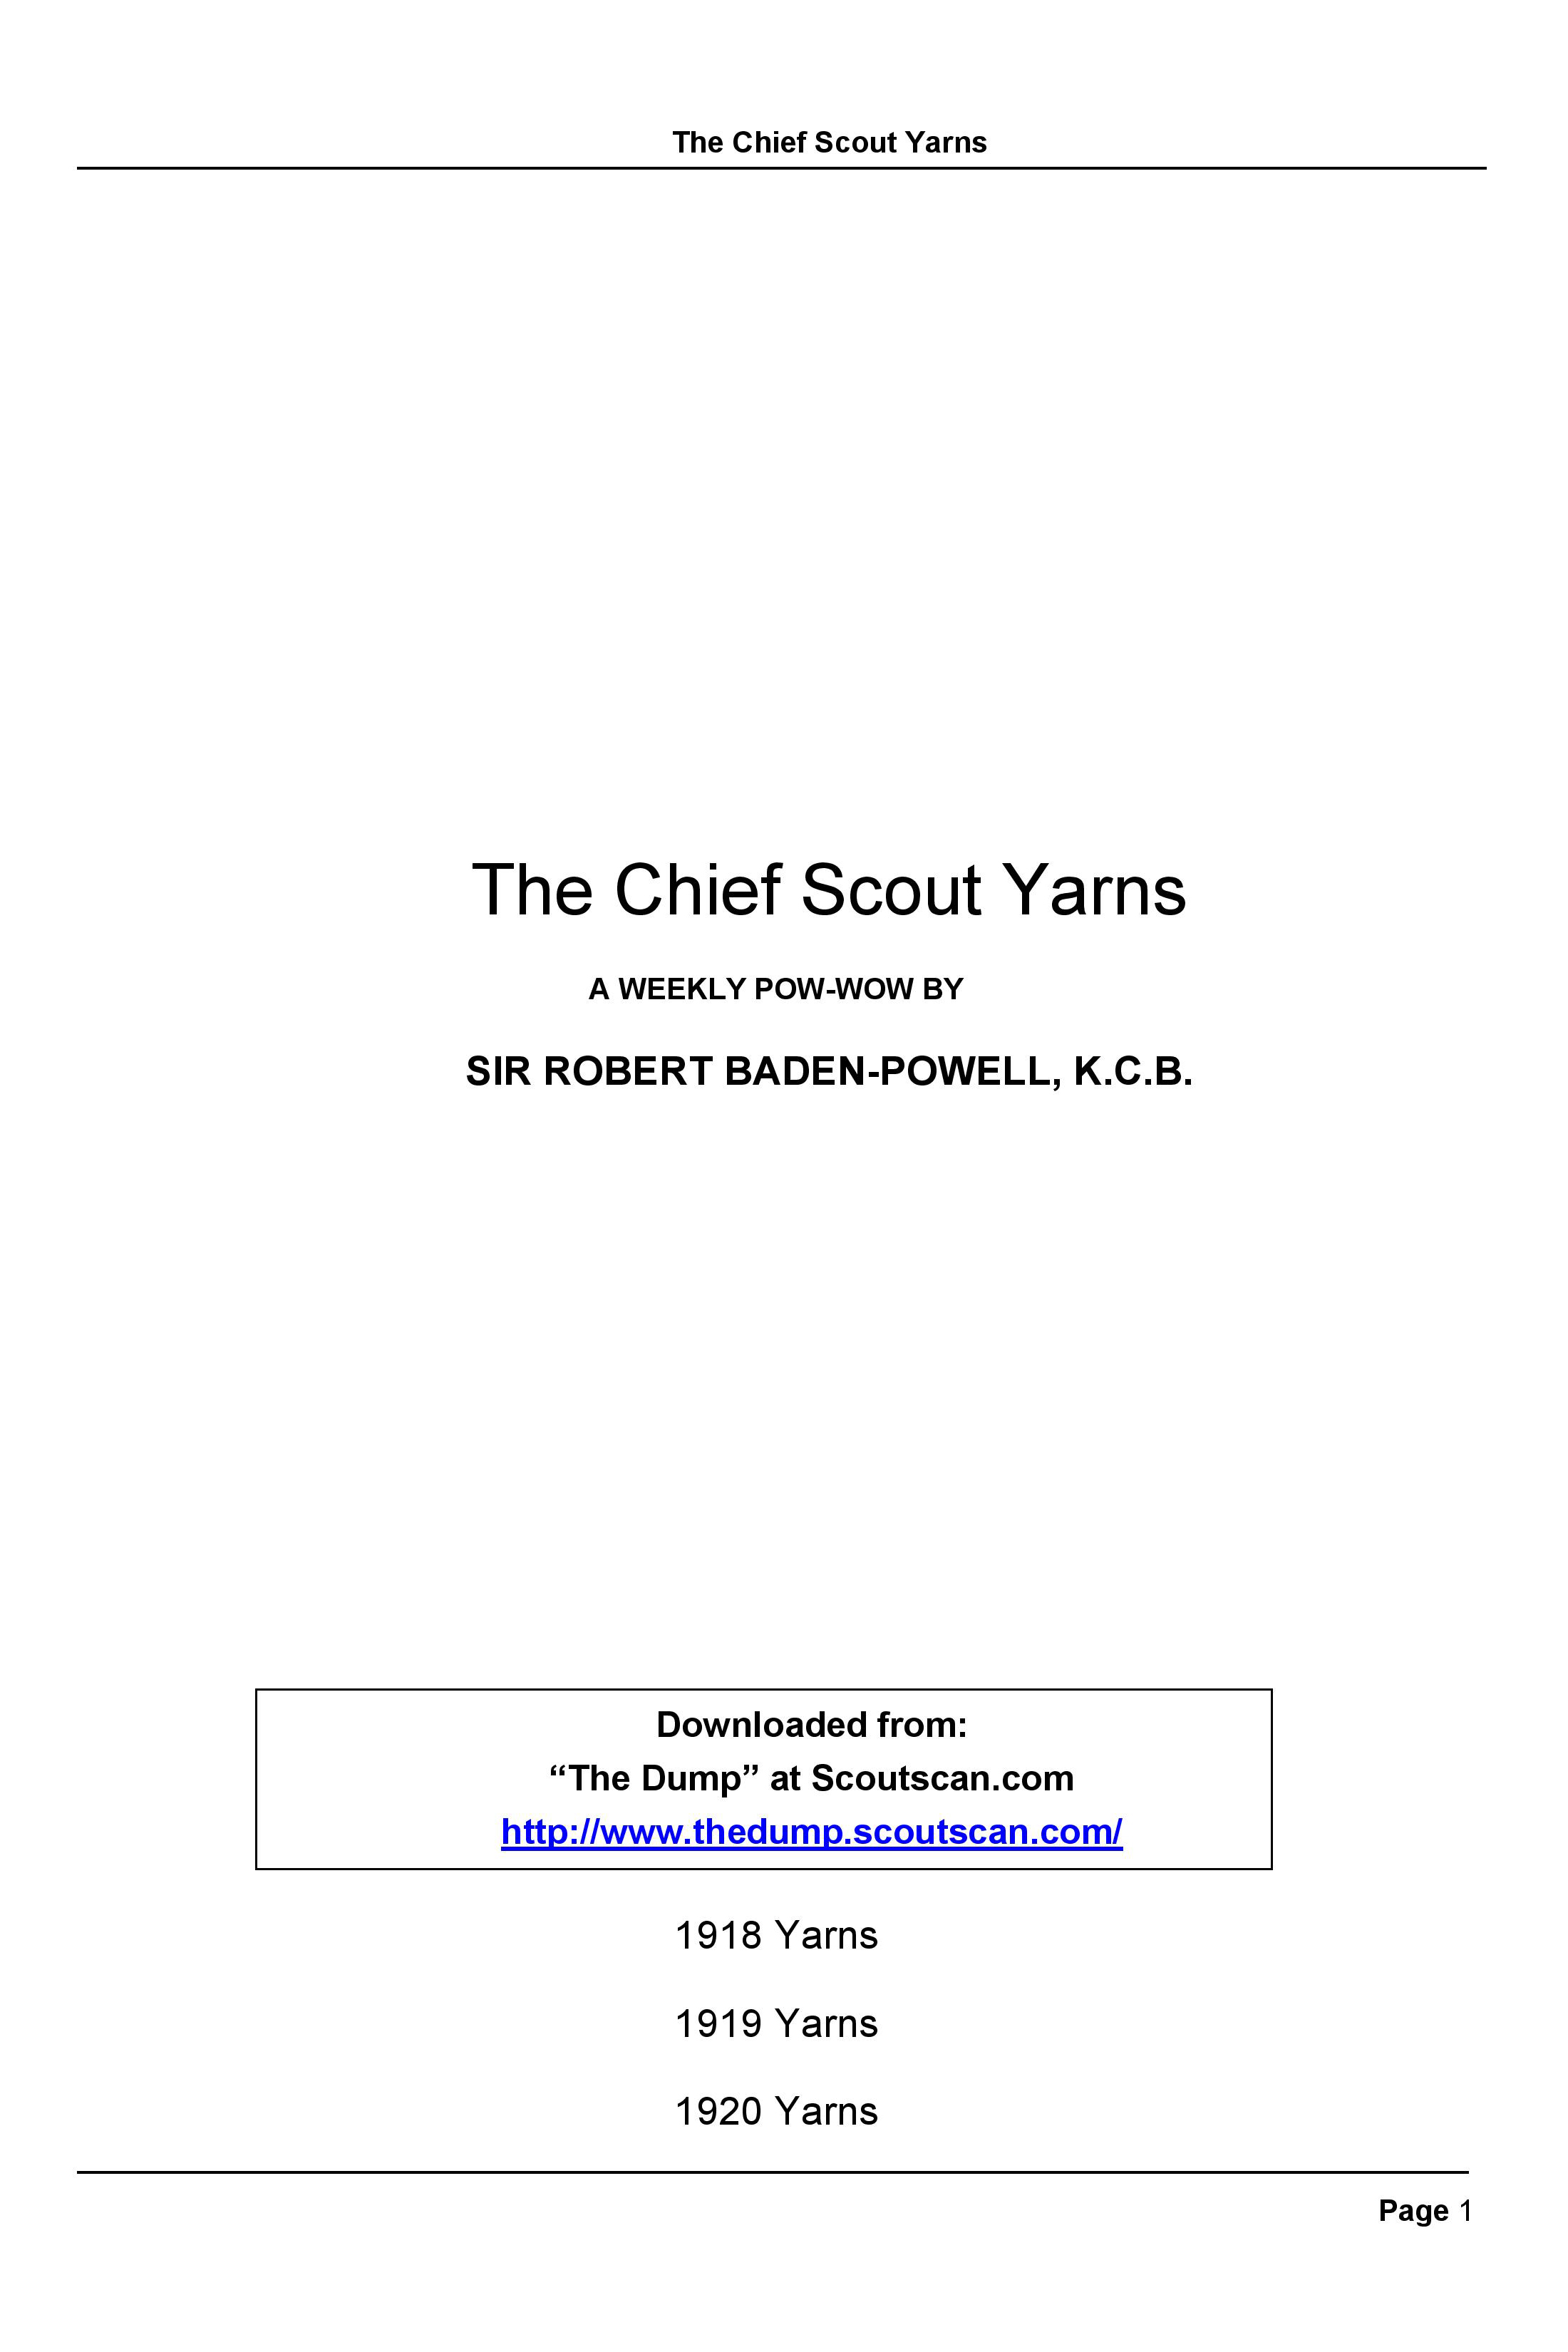 The Chief Scout Yarns
The Chief Scout Yarns
A WEEKLY POW-WOW BY
SIR ROBERT BADEN-POWELL, K.C.B.
Downloaded from:
“The Dump” at Scoutscan.com
http://www.thedump.scoutscan.com/
1918 Yarns
1919 Yarns
1920 Yarns
Page 1